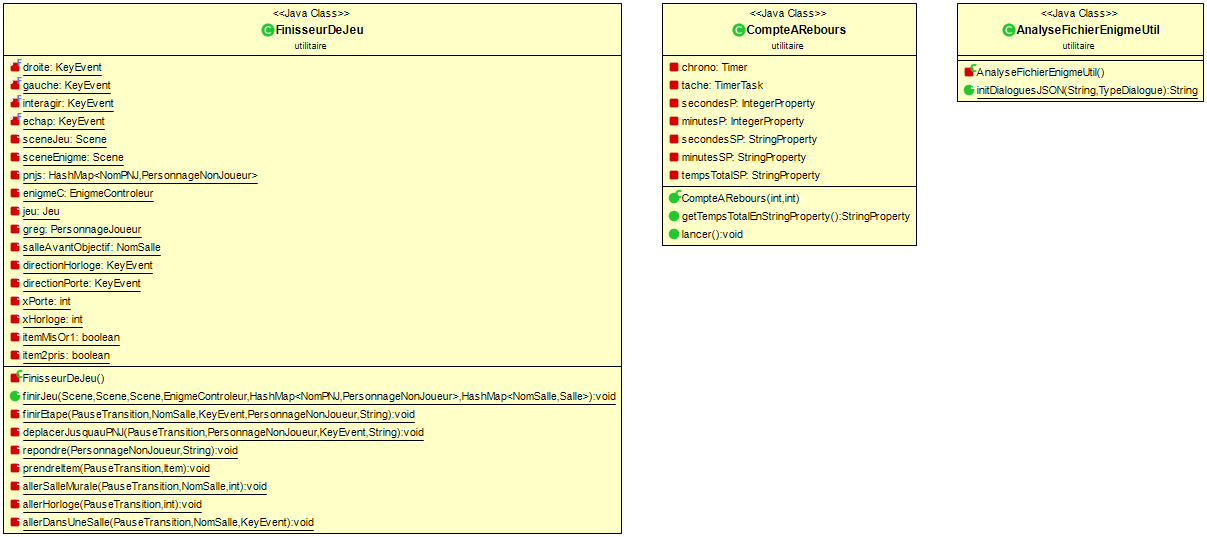 <<Java Class>>
FinisseurDeJeu
utilitaire
droite: KeyEvent
gauche: KeyEvent
interagir: KeyEvent
echap: KeyEvent
sceneJeu: Scene
sceneEnigme: Scene
pnjs: HashMap<NomPNJ,PersonnageNonJoueur>
enigmeC: EnigmeControleur
jeu: Jeu
greg: PersonnageJoueur
salleAvantObjectif: NomSalle
directionHorloge: KeyEvent
directionPorte: KeyEvent
xPorte: int
xHorloge: int
itemMisOr1: boolean
item2pris: boolean
FinisseurDeJeu()
finirJeu(Scene,Scene,Scene,EnigmeControleur,HashMap<NomPNJ,PersonnageNonJoueur>,HashMap<NomSalle,Salle>):void
finirEtape(PauseTransition,NomSalle,KeyEvent,PersonnageNonJoueur,String):void
deplacerJusquauPNJ(PauseTransition,PersonnageNonJoueur,KeyEvent,String):void
repondre(PersonnageNonJoueur,String):void
prendreItem(PauseTransition,Item):void
allerSalleMurale(PauseTransition,NomSalle,int):void
allerHorloge(PauseTransition,int):void
allerDansUneSalle(PauseTransition,NomSalle,KeyEvent):void
<<Java Class>>
CompteARebours
utilitaire
chrono: Timer
tache: TimerTask
secondesP: IntegerProperty
minutesP: IntegerProperty
secondesSP: StringProperty
minutesSP: StringProperty
tempsTotalSP: StringProperty
CompteARebours(int,int)
getTempsTotalEnStringProperty():StringProperty
lancer():void
<<Java Class>>
AnalyseFichierEnigmeUtil
utilitaire
AnalyseFichierEnigmeUtil()
initDialoguesJSON(String,TypeDialogue):String